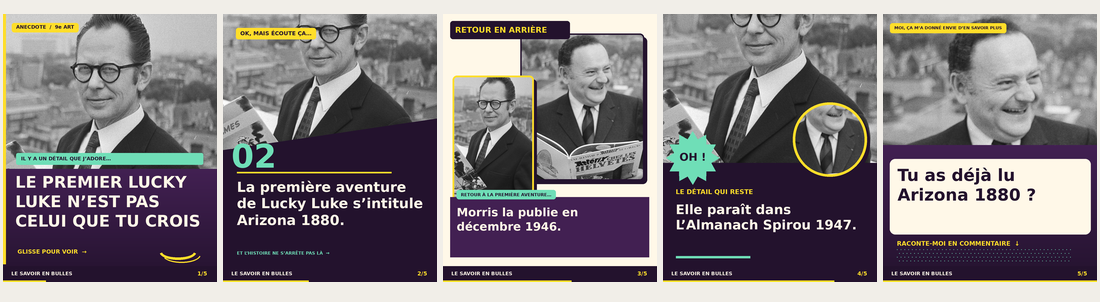 ANECDOTE / 9e ART
IL Y A UN DÉTAIL QUE J'ADORE...
LE PREMIER LUCKY
LUKE N'EST PAS
CELUI QUE TU CROIS
GLISSE POUR VOIR →
LE SAVOIR EN BULLES
1/5
OK, MAIS ÉCOUTE ÇA...
02
La première aventure
de Lucky Luke s'intitule
Arizona 1880.
ET L'HISTOIRE NE S'ARRÊTE PAS LÀ →
LE SAVOIR EN BULLES
2/5
RETOUR EN ARRIÈRE
Astérix
HELVÈTES
RETOUR À LA PREMIÈRE AVENTURE...
Morris la publie en
décembre 1946.
LE SAVOIR EN BULLES
3/5
OH !
LE DÉTAIL QUI RESTE
Elle paraît dans
L'Almanach Spirou 1947.
LE SAVOIR EN BULLES
4/5
MOI, ÇA M'A DONNÉ ENVIE D'EN SAVOIR PLUS
Tu as déjà lu
Arizona 1880 ?
RACONTE-MOI EN COMMENTAIRE ↓
LE SAVOIR EN BULLES
5/5